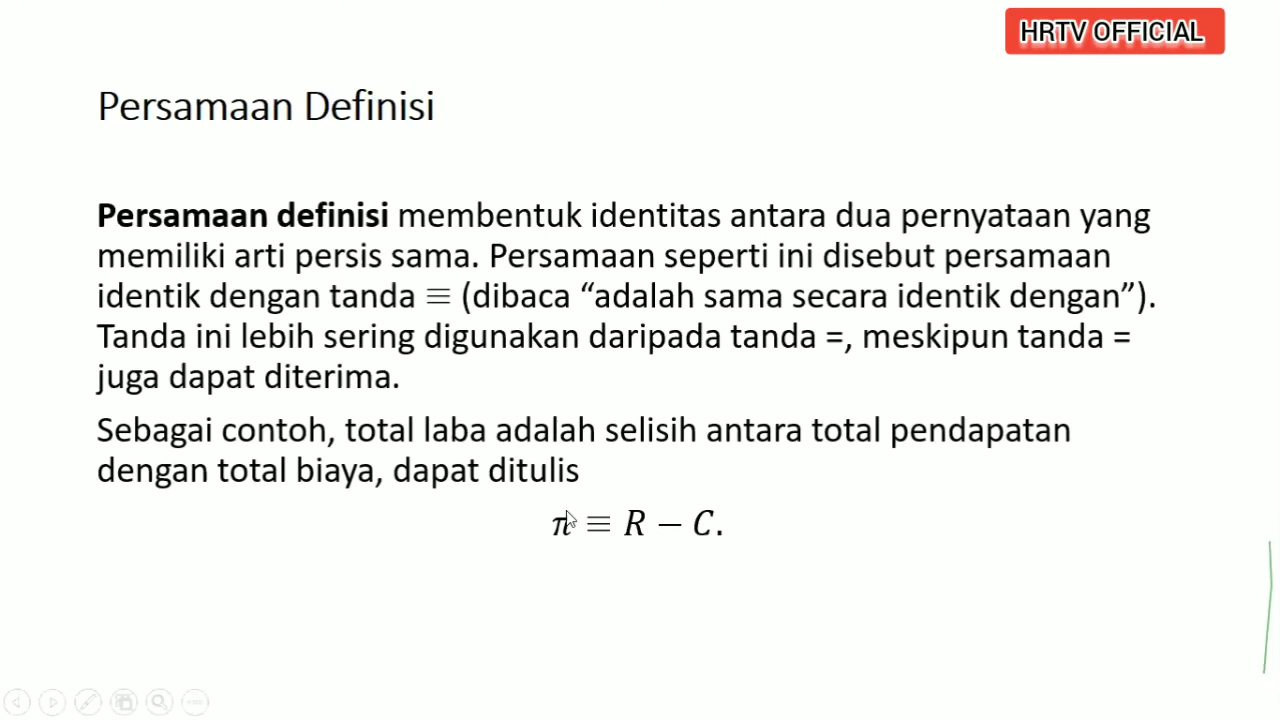 HRTV OFFICIAL
Persamaan Definisi
Persamaan definisi membentuk identitas antara dua pernyataan yang
memiliki arti persis sama. Persamaan seperti ini disebut persamaan
identik dengan tanda ≡ (dibaca “adalah sama secara identik dengan”).
Tanda ini lebih sering digunakan daripada tanda =, meskipun tanda =
juga dapat diterima.
Sebagai contoh, total laba adalah selisih antara total pendapatan
dengan total biaya, dapat ditulis
π ≡ R − C.